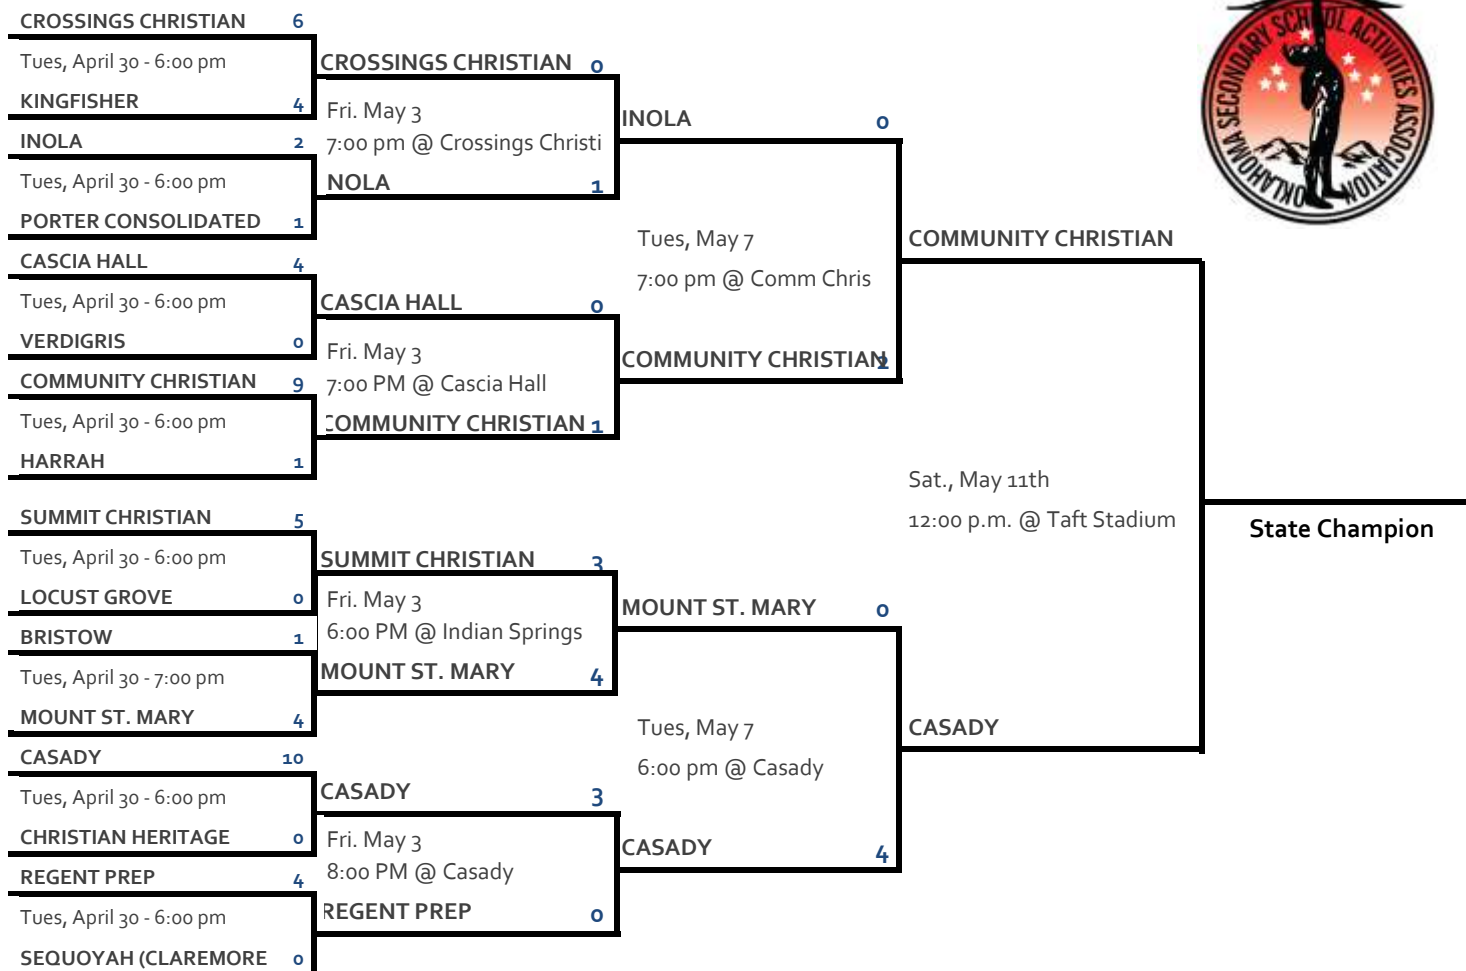 CROSSINGS CHRISTIAN 6
Tues, April 30 - 6:00 pm
KINGFISHER 4
INOLA 2
Tues, April 30 - 6:00 pm
PORTER CONSOLIDATED 1
CASCIA HALL 4
Tues, April 30 - 6:00 pm
VERDIGRIS 0
COMMUNITY CHRISTIAN 9
Tues, April 30 - 6:00 pm
HARRAH 1
SUMMIT CHRISTIAN 5
Tues, April 30 - 6:00 pm
LOCUST GROVE 0
BRISTOW 1
Tues, April 30 - 7:00 pm
MOUNT ST. MARY 4
CASADY 10
Tues, April 30 - 6:00 pm
CHRISTIAN HERITAGE 0
REGENT PREP 4
Tues, April 30 - 6:00 pm
SEQUOYAH (CLAREMORE 0
CROSSINGS CHRISTIAN 0
Fri. May 3
7:00 pm @ Crossings Christi
NOLA 1
CASCIA HALL 0
Fri. May 3
7:00 PM @ Cascia Hall
COMMUNITY CHRISTIAN 1
SUMMIT CHRISTIAN 3
Fri. May 3
6:00 PM @ Indian Springs
MOUNT ST. MARY 4
CASADY 3
Fri. May 3
8:00 PM @ Casady
REGENT PREP 0
INOLA 0
Tues, May 7
7:00 pm @ Comm Chris
COMMUNITY CHRISTIAN
MOUNT ST. MARY 0
Tues, May 7
6:00 pm @ Casady
CASADY 4
COMMUNITY CHRISTIAN
Sat., May 11th
12:00 p.m. @ Taft Stadium
CASADY
State Champion
OKLAHOMA SECONDARY SCHOOL ACTIVITIES ASSOCIATION